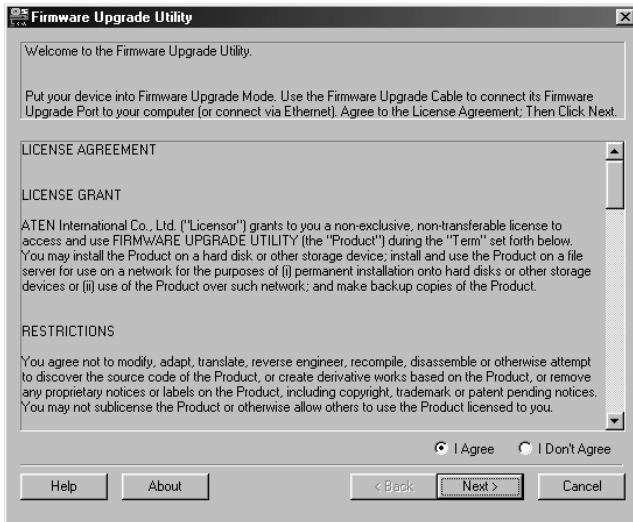 Firmware Upgrade Utility
Welcome to the Firmware Upgrade Utility.
Put your device into Firmware Upgrade Mode. Use the Firmware Upgrade Cable to connect its Firmware
Upgrade Port to your computer (or connect via Ethernet). Agree to the License Agreement; Then Click Next.
LICENSE AGREEMENT
LICENSE GRANT
ATEN International Co., Ltd. ("Licensor") grants to you a non-exclusive, non-transferable license to
access and use FIRMWARE UPGRADE UTILITY (the "Product") during the "Term" set forth below.
You may install the Product on a hard disk or other storage device; install and use the Product on a file
server for use on a network for the purposes of (i) permanent installation onto hard disks or other storage
devices or (ii) use of the Product over such network; and make backup copies of the Product.
RESTRICTIONS
You agree not to modify, adapt, translate, reverse engineer, recompile, disassemble or otherwise attempt
to discover the source code of the Product, or create derivative works based on the Product, or remove
any proprietary notices or labels on the Product, including copyright, trademark or patent pending notices.
You may not sublicense the Product or otherwise allow others to use the Product licensed to you.
I Agree I Don't Agree
Help About < Back Next > Cancel